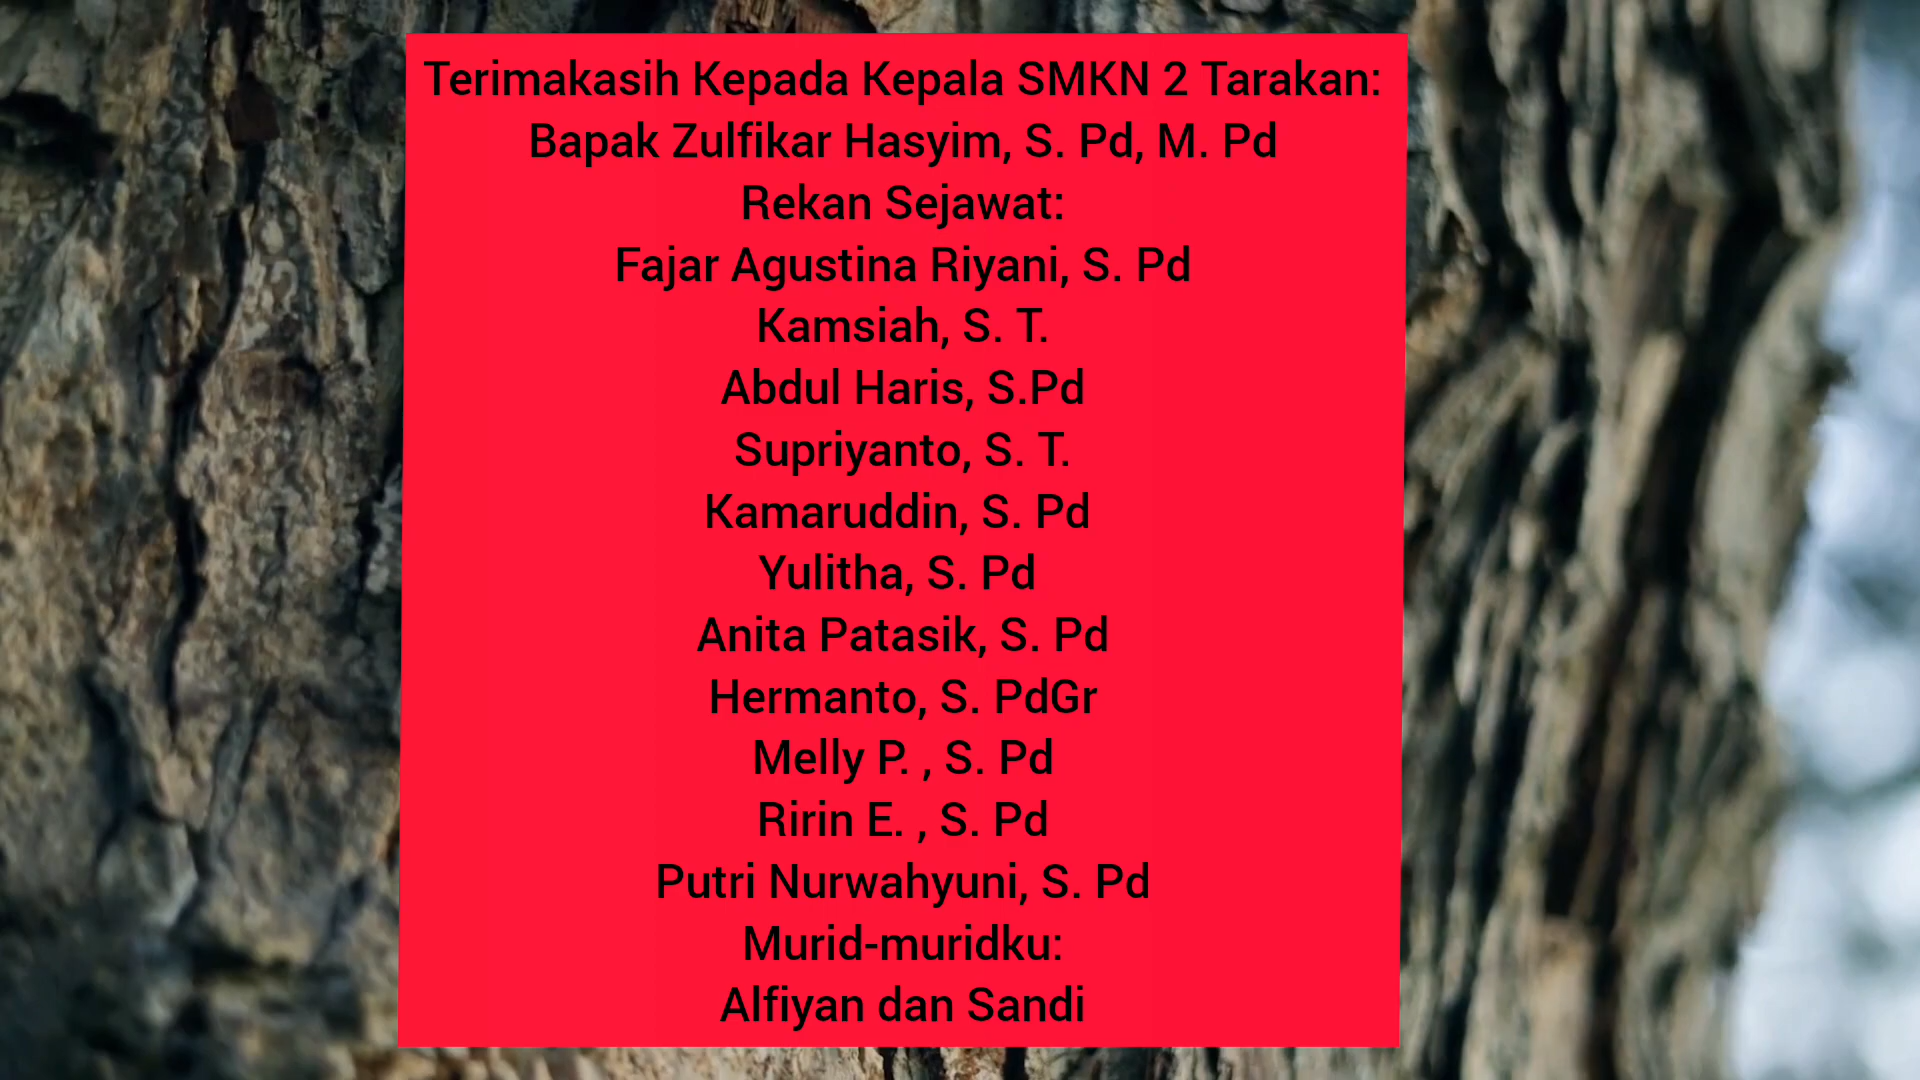 Terimakasih Kepada Kepala SMKN 2 Tarakan:
Bapak Zulfikar Hasyim, S. Pd, M. Pd
Rekan Sejawat:
Fajar Agustina Riyani, S. Pd
Kamsiah, S. T.
Abdul Haris, S.Pd
Supriyanto, S. T.
Kamaruddin, S. Pd
Yulitha, S. Pd
Anita Patasik, S. Pd
Hermanto, S. PdGr
Melly P. , S. Pd
Ririn E. , S. Pd
Putri Nurwahyuni, S. Pd
Murid-muridku:
Alfiyan dan Sandi